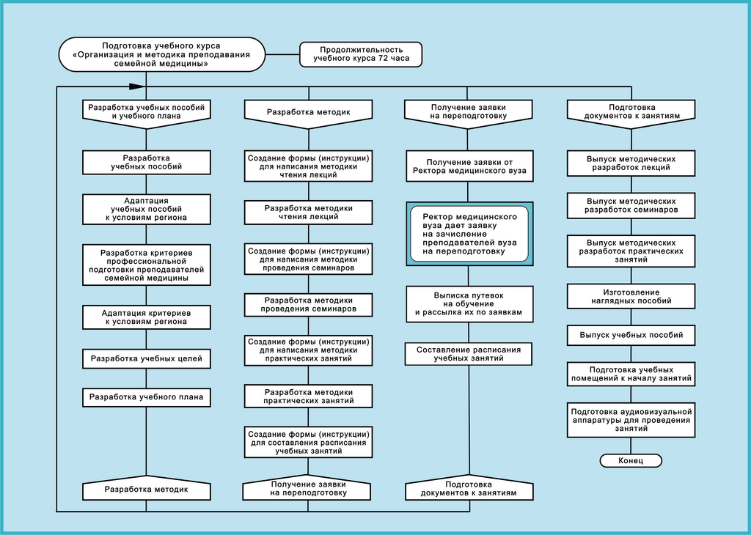 Подготовка учебного курса
«Организация и методика преподавания
семейной медицины»
Продолжительность
учебного курса 72 часа
Разработка учебных пособий
и учебного плана
Разработка
учебных пособий
Адаптация
учебных пособий
к условиям региона
Разработка критериев
профессиональной
подготовки преподавателей
семейной медицины
Адаптация критериев
к условиям региона
Разработка учебных целей
Разработка учебного плана
Разработка методик
Разработка методик
Создание формы (инструкции)
для написания методики
чтения лекций
Разработка методики
чтения лекций
Создание формы (инструкции)
для написания методики
проведения семинаров
Разработка методики
проведения семинаров
Создание формы (инструкции)
для написания методики
практических занятий
Разработка методики
практических занятий
Создание формы (инструкции)
для составления расписания
учебных занятий
Получение заявки
на переподготовку
Получение заявки
на переподготовку
Получение заявки от
Ректора медицинского вуза
Ректор медицинского
вуза дает заявку
на зачисление
преподавателей вуза
на переподготовку
Выписка путевок
на обучение
и рассылка их по заявкам
Составление расписания
учебных занятий
Подготовка
документов к занятиям
Подготовка
документов к занятиям
Выпуск методических
разработок лекций
Выпуск методических
разработок семинаров
Выпуск методических
разработок практических
занятий
Изготовление
наглядных пособий
Выпуск учебных пособий
Подготовка учебных
помещений к началу занятий
Подготовка аудиовизуальной
аппаратуры для проведения
занятий
Конец